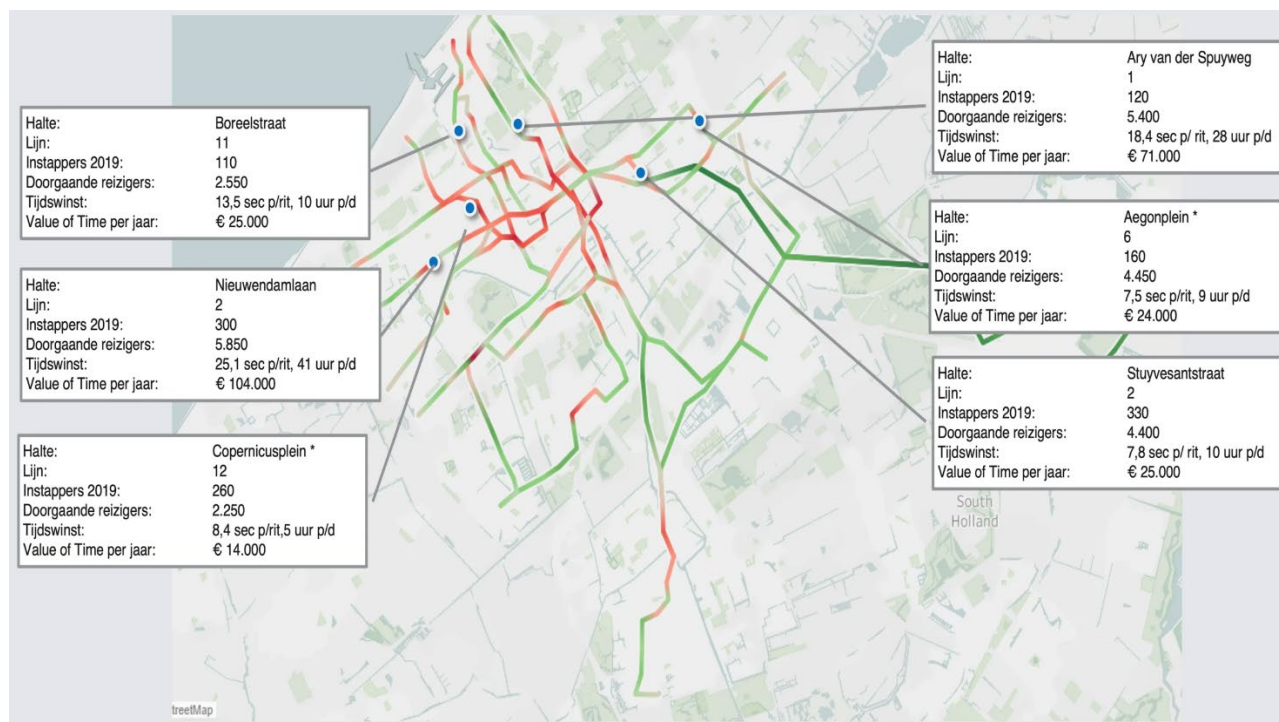 Halte: Boreelstraat
Lijn: 11
Instappers 2019: 110
Doorgaande reizigers: 2.550
Tijdswinst: 13,5 sec p/rit, 10 uur p/d
Value of Time per jaar: € 25.000
Halte: Nieuwendamlaan
Lijn: 2
Instappers 2019: 300
Doorgaande reizigers: 5.850
Tijdswinst: 25,1 sec p/rit, 41 uur p/d
Value of Time per jaar: € 104.000
Halte: Copernicusplein *
Lijn: 12
Instappers 2019: 260
Doorgaande reizigers: 2.250
Tijdswinst: 8,4 sec p/rit,5 uur p/d
Value of Time per jaar: € 14.000
Halte: Ary van der Spuyweg
Lijn: 1
Instappers 2019: 120
Doorgaande reizigers: 5.400
Tijdswinst: 18,4 sec p/ rit, 28 uur p/d
Value of Time per jaar: € 71.000
Halte: Aegonplein *
Lijn: 6
Instappers 2019: 160
Doorgaande reizigers: 4.450
Tijdswinst: 7,5 sec p/rit, 9 uur p/d
Value of Time per jaar: € 24.000
Halte: Stuyvesantstraat
Lijn: 2
Instappers 2019: 330
Doorgaande reizigers: 4.400
Tijdswinst: 7,8 sec p/ rit, 10 uur p/d
Value of Time per jaar: € 25.000
South
Holland
treetMap